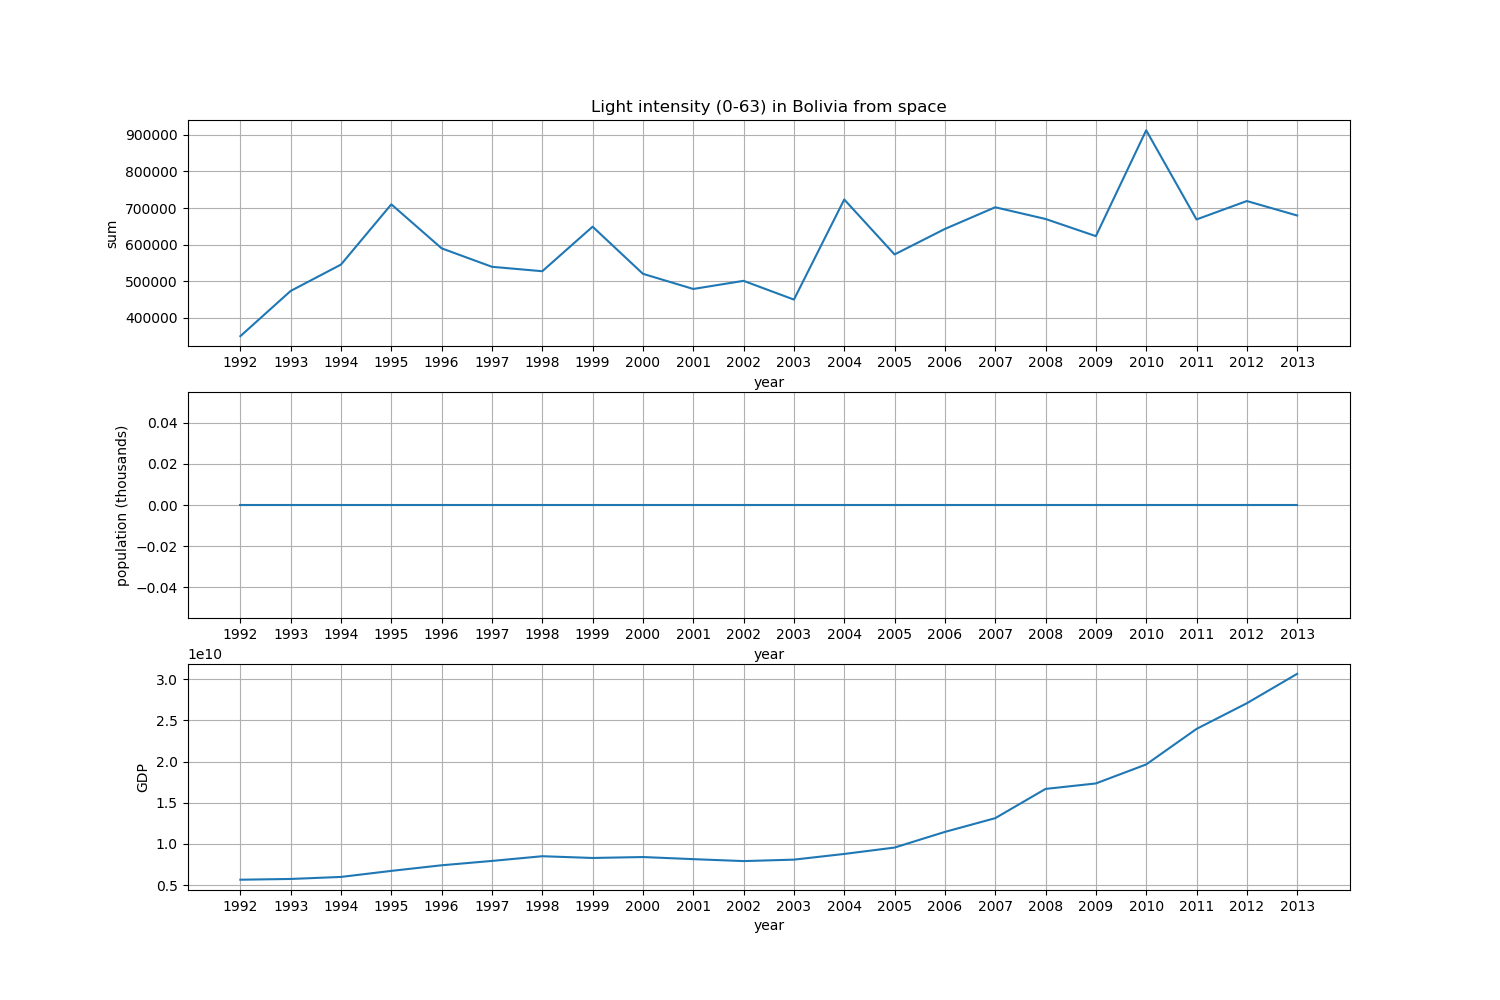 Light intensity (0-63) in Bolivia from space
900000
800000
700000
600000
500000
400000
sum
1992 1993 1994 1995 1996 1997 1998 1999 2000 2001 2002 2003 2004 2005 2006 2007 2008 2009 2010 2011 2012 2013
year
0.04
0.02
0.00
−0.02
−0.04
population (thousands)
1992 1993 1994 1995 1996 1997 1998 1999 2000 2001 2002 2003 2004 2005 2006 2007 2008 2009 2010 2011 2012 2013
year
1e10
3.0
2.5
2.0
1.5
1.0
0.5
GDP
1992 1993 1994 1995 1996 1997 1998 1999 2000 2001 2002 2003 2004 2005 2006 2007 2008 2009 2010 2011 2012 2013
year